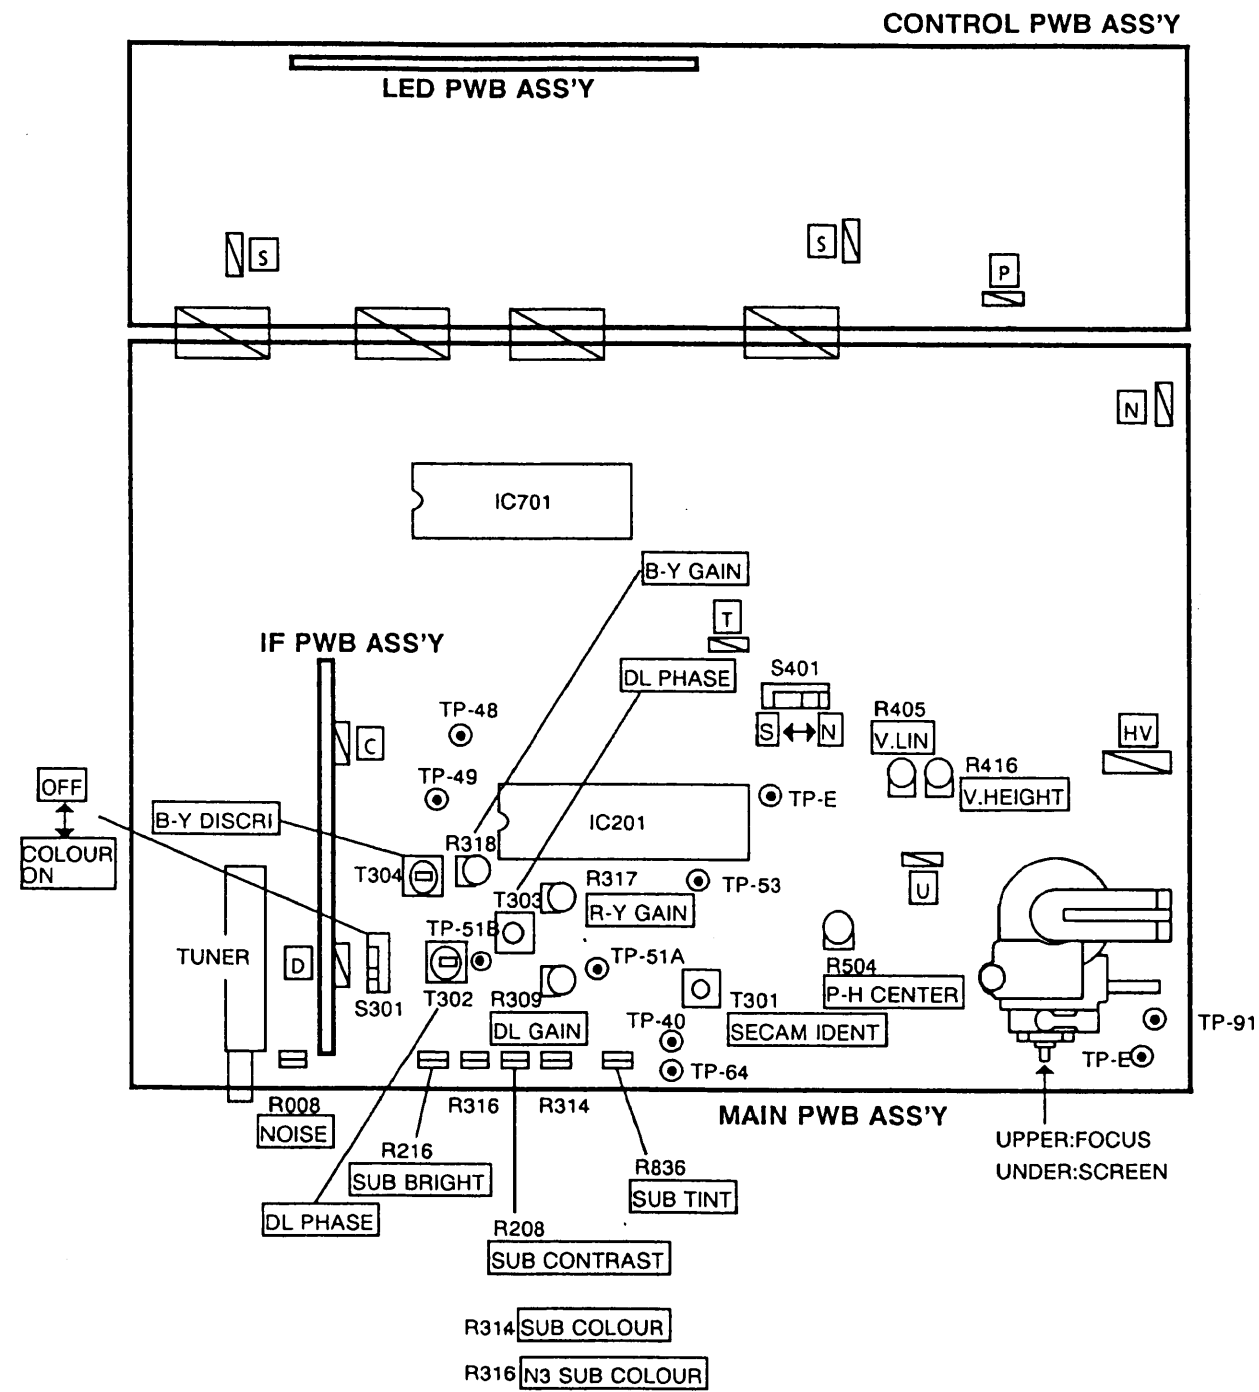 CONTROL PWB ASS'Y
LED PWB ASS'Y
S
S
P
N
IC701
B-Y GAIN
T
IF PWB ASS'Y
DL PHASE
S401
S
N
TP-48
R405
V.LIN
HV
C
OFF
TP-49
R416
V.HEIGHT
TP-E
B-Y DISCRI
IC201
COLOUR
ON
R318
T304
R317
TP-53
U
T303
R-Y GAIN
TP-51B
TUNER
D
TP-51A
R504
P-H CENTER
S301
T302
R309
DL GAIN
T301
SECAM IDENT
TP-40
TP-91
TP-E
TP-64
R008
NOISE
R316
R314
MAIN PWB ASS'Y
UPPER:FOCUS
UNDER:SCREEN
R216
SUB BRIGHT
R836
SUB TINT
DL PHASE
R208
SUB CONTRAST
R314 SUB COLOUR
R316 N3 SUB COLOUR